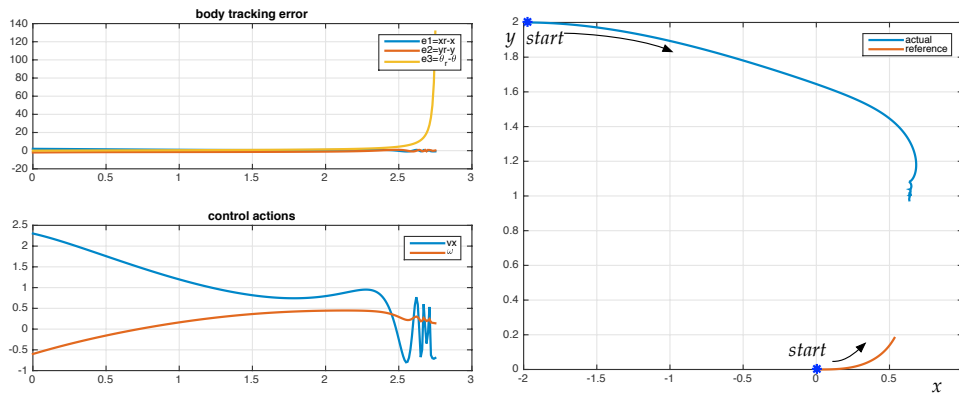 body tracking error
140
120
100
80
60
40
20
0
-20
0 0.5 1 1.5 2 2.5 3
e1=xr-x
e2=yr-y
e3=θ_r-θ
control actions
2.5
2
1.5
1
0.5
0
-0.5
-1
0 0.5 1 1.5 2 2.5 3
vx
ω
2
1.8
1.6
1.4
1.2
1
0.8
0.6
0.4
0.2
0
-2 -1.5 -1 -0.5 0 0.5
y start
actual
reference
start
x